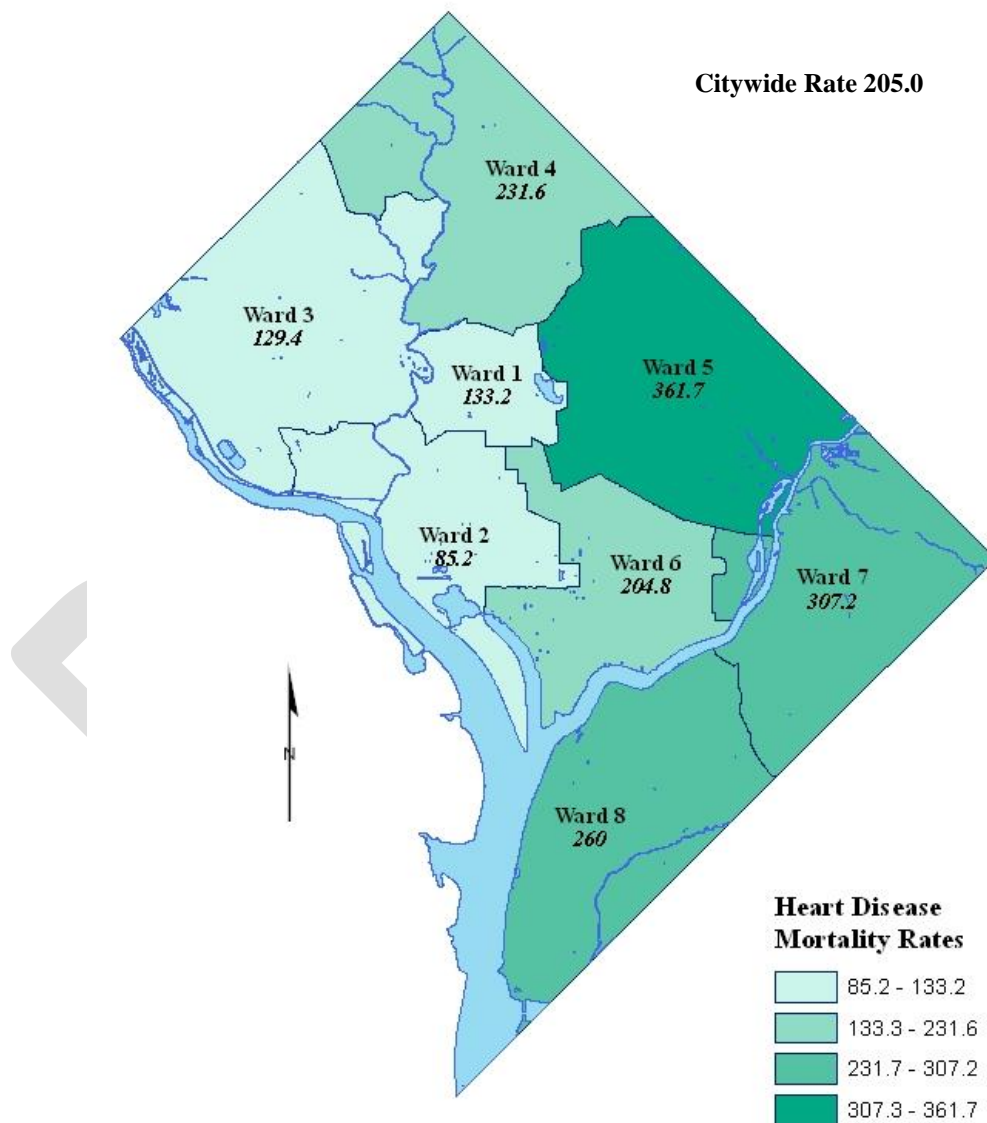 Citywide Rate 205.0
Ward 4
231.6
Ward 3
129.4
Ward 1
133.2
Ward 5
361.7
Ward 2
85.2
Ward 6
204.8
Ward 7
307.2
N
Ward 8
260
Heart Disease
Mortality Rates
85.2 - 133.2
133.3 - 231.6
231.7 - 307.2
307.3 - 361.7